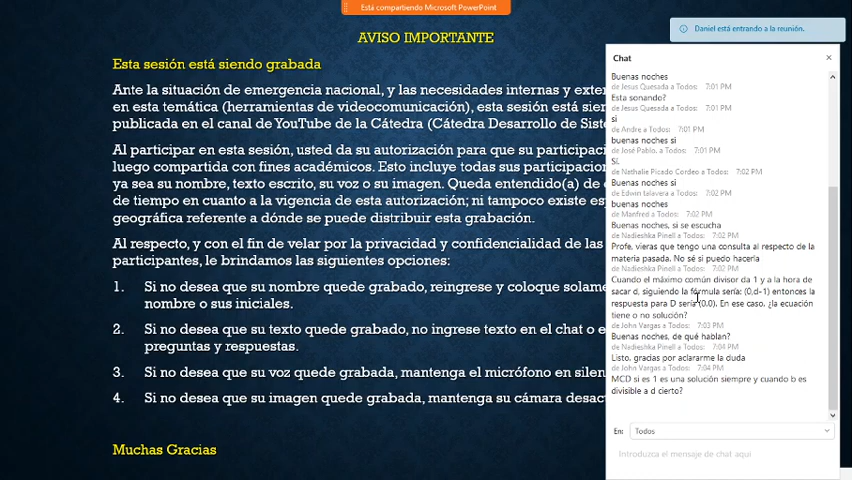 Está compartiendo Microsoft PowerPoint
Daniel está entrando a la reunión.
AVISO IMPORTANTE
Esta sesión está siendo grabada
Ante la situación de emergencia nacional, y las necesidades internas y exter
en esta temática (herramientas de videocomunicación), esta sesión está sien
publicada en el canal de YouTube de la Cátedra (Cátedra Desarrollo de Siste
Al participar en esta sesión, usted da su autorización para que su participac
luego compartida con fines académicos. Esto incluye todas sus participacion
ya sea su nombre, texto escrito, su voz o su imagen. Queda entendido(a) de
de tiempo en cuanto a la vigencia de esta autorización; ni tampoco existe es
geográfica referente a dónde se puede distribuir esta grabación.
Al respecto, y con el fin de velar por la privacidad y confidencialidad de las
participantes, le brindamos las siguientes opciones:
1. Si no desea que su nombre quede grabado, reingrese y coloque solame
nombre o sus iniciales.
2. Si no desea que su texto quede grabado, no ingrese texto en el chat o e
preguntas y respuestas.
3. Si no desea que su voz quede grabada, mantenga el micrófono en silen
4. Si no desea que su imagen quede grabada, mantenga su cámara desac
Muchas Gracias
Chat
Buenas noches
de Jesus Quesada a Todos: 7:01 PM
Esta sonando?
de Jesus Quesada a Todos: 7:01 PM
si
de Andre a Todos: 7:01 PM
buenas noches si
de José Pablo. a Todos: 7:01 PM
Sí.
de Nathalie Picado Cordeo a Todos: 7:02 PM
Buenas noches si
de Edwin talavera a Todos: 7:02 PM
buenas noches
de Manfred a Todos: 7:02 PM
Buenas noches, si se escucha
de Nadieshka Pinell a Todos: 7:02 PM
Profe, vieras que tengo una consulta al respecto de la
materia pasada. No sé si puedo hacerla
de Nadieshka Pinell a Todos: 7:02 PM
Cuando el máximo común divisor da 1 y a la hora de
sacar d, siguiendo la fórmula sería: (0,d-1) entonces la
respuesta para D sería (0,0). En ese caso, ¿la ecuación
tiene o no solución?
de John Vargas a Todos: 7:03 PM
Buenas noches, de qué hablan?
de Nadieshka Pinell a Todos: 7:04 PM
Listo, gracias por aclararme la duda
de John Vargas a Todos: 7:04 PM
MCD si es 1 es una solución siempre y cuando b es
divisible a d cierto?
En: Todos
Introduzca el mensaje de chat aquí